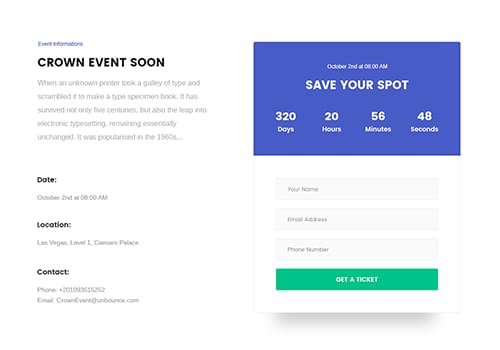 Event Informations
CROWN EVENT SOON
When an unknown printer took a galley of type and
scrambled it to make a type specimen book. It has
survived not only five centuries, but also the leap into
electronic typesetting, remaining essentially
unchanged. It was popularised in the 1960s...
Date:
October 2nd at 08:00 AM
Location:
Las Vegas, Level 1, Caesars Palace
Contact:
Phone: +201093515252
Email: CrownEvent@unbounce.com
October 2nd at 08:00 AM
SAVE YOUR SPOT
320 20 56 48
Days Hours Minutes Seconds
Your Name
Email Address
Phone Number
GET A TICKET